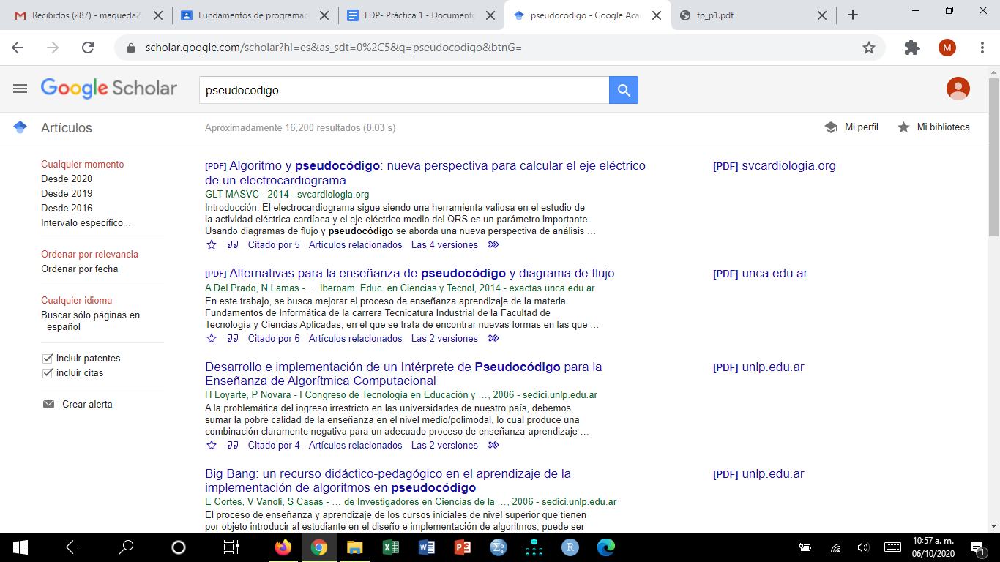 Recibidos (287) - maqueda2
Fundamentos de programac
FDP- Práctica 1 - Documento
pseudocodigo - Google Aca
fp_p1.pdf
scholar.google.com/scholar?hl=es&as_sdt=0%2C5&q=pseudocodigo&btnG=
M
Google Scholar
pseudocodigo
Artículos
Aproximadamente 16,200 resultados (0.03 s)
Mi perfil
Mi biblioteca
Cualquier momento
Desde 2020
Desde 2019
Desde 2016
Intervalo específico...
Ordenar por relevancia
Ordenar por fecha
Cualquier idioma
Buscar sólo páginas en
español
incluir patentes
incluir citas
Crear alerta
[PDF] Algoritmo y pseudocódigo: nueva perspectiva para calcular el eje eléctrico
de un electrocardiograma
GLT MASVC - 2014 - svcardiologia.org
Introducción: El electrocardiograma sigue siendo una herramienta valiosa en el estudio de
la actividad eléctrica cardíaca y el eje eléctrico medio del QRS es un parámetro importante.
Usando diagramas de flujo y pseudocódigo se aborda una nueva perspectiva de análisis ...
Citado por 5 Artículos relacionados Las 4 versiones
[PDF] svcardiologia.org
[PDF] Alternativas para la enseñanza de pseudocódigo y diagrama de flujo
A Del Prado, N Lamas - … Iberoam. Educ. en Ciencias y Tecnol, 2014 - exactas.unca.edu.ar
En este trabajo, se busca mejorar el proceso de enseñanza aprendizaje de la materia
Fundamentos de Informática de la carrera Tecnicatura Industrial de la Facultad de
Tecnología y Ciencias Aplicadas, en el que se trata de encontrar nuevas formas en las que ...
Citado por 6 Artículos relacionados Las 2 versiones
[PDF] unca.edu.ar
Desarrollo e implementación de un Intérprete de Pseudocódigo para la
Enseñanza de Algorítmica Computacional
H Loyarte, P Novara - I Congreso de Tecnología en Educación y …, 2006 - sedici.unlp.edu.ar
A la problemática del ingreso irrestricto en las universidades de nuestro país, debemos
sumar la pobre calidad de la enseñanza en el nivel medio/polimodal, lo cual produce una
combinación claramente negativa para un adecuado proceso de enseñanza-aprendizaje ...
Citado por 4 Artículos relacionados Las 2 versiones
[PDF] unlp.edu.ar
Big Bang: un recurso didáctico-pedagógico en el aprendizaje de la
implementación de algoritmos en pseudocódigo
E Cortes, V Vanoli, S Casas - … de Investigadores en Ciencias de la …, 2006 - sedici.unlp.edu.ar
El proceso de enseñanza y aprendizaje de los cursos iniciales de nivel superior que tienen
por objeto introducir al estudiante en el diseño e implementación de algoritmos, puede ser
[PDF] unlp.edu.ar
10:57 a. m.
06/10/2020
1